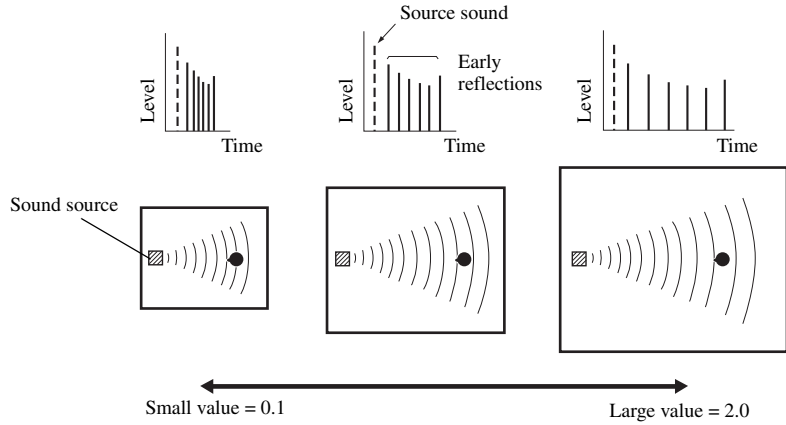 Source sound
Level
Level
Early
reflections
Level
Time
Time
Time
Sound source
Small value = 0.1
Large value = 2.0